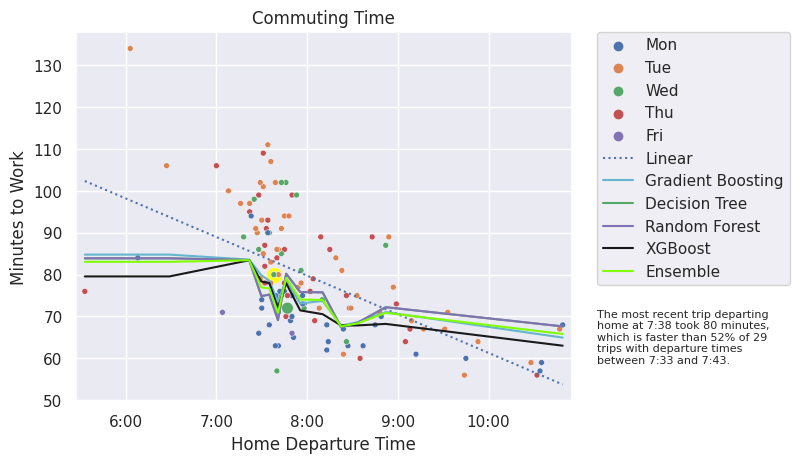 Commuting Time
Minutes to Work
130
120
110
100
90
80
70
60
50
6:00
7:00
8:00
9:00
10:00
Home Departure Time
Mon
Tue
Wed
Thu
Fri
Linear
Gradient Boosting
Decision Tree
Random Forest
XGBoost
Ensemble
The most recent trip departing
home at 7:38 took 80 minutes,
which is faster than 52% of 29
trips with departure times
between 7:33 and 7:43.